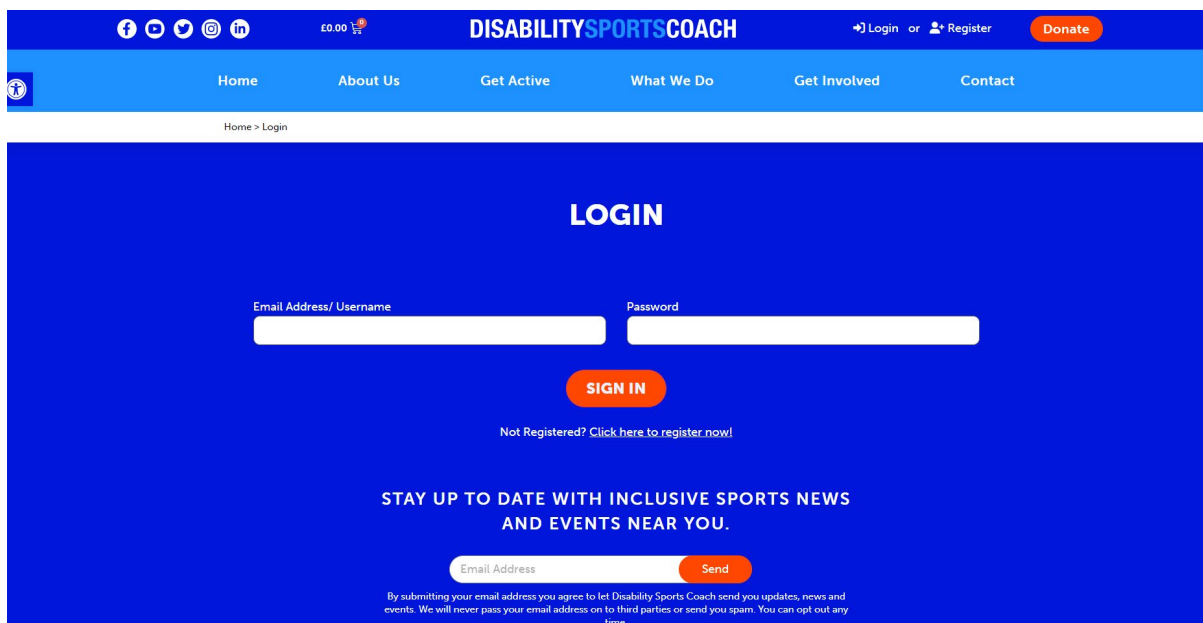 £0.00 0
DISABILITYSPORTSCOACH
Login or Register
Donate
Home About Us Get Active What We Do Get Involved Contact
Home > Login
LOGIN
Email Address/ Username
Password
SIGN IN
Not Registered? Click here to register now!
STAY UP TO DATE WITH INCLUSIVE SPORTS NEWS
AND EVENTS NEAR YOU.
Email Address
Send
By submitting your email address you agree to let Disability Sports Coach send you updates, news and
events. We will never pass your email address on to third parties or send you spam. You can opt out any
time.